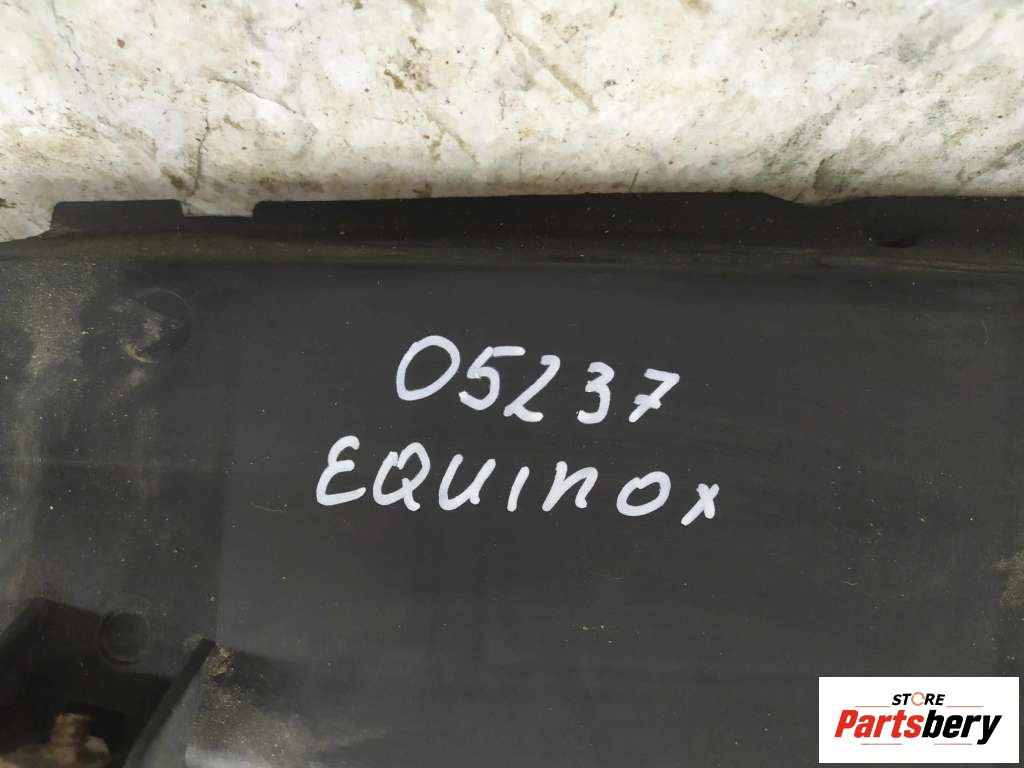 05237
EQUINOX
STORE
Partsbery